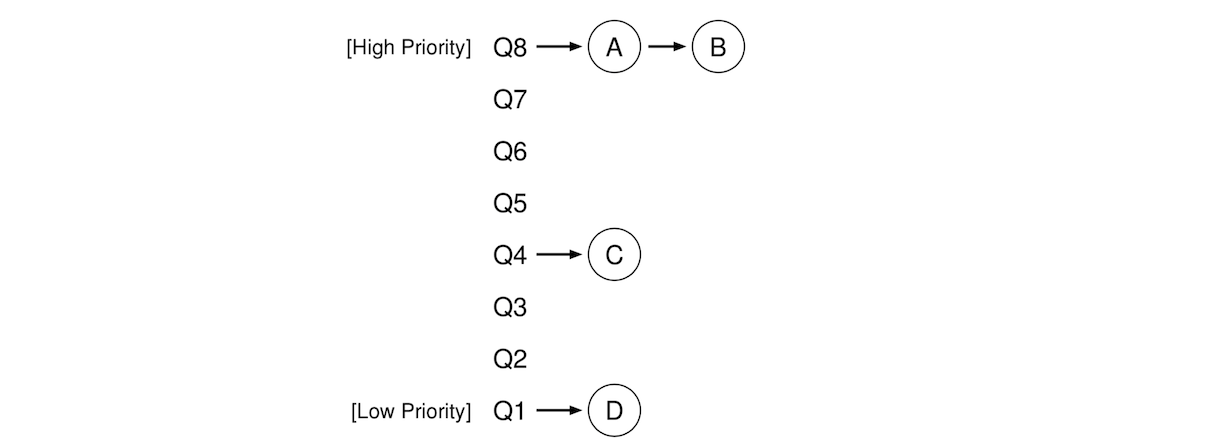 [High Priority] Q8 A B
Q7
Q6
Q5
Q4 C
Q3
Q2
[Low Priority] Q1 D